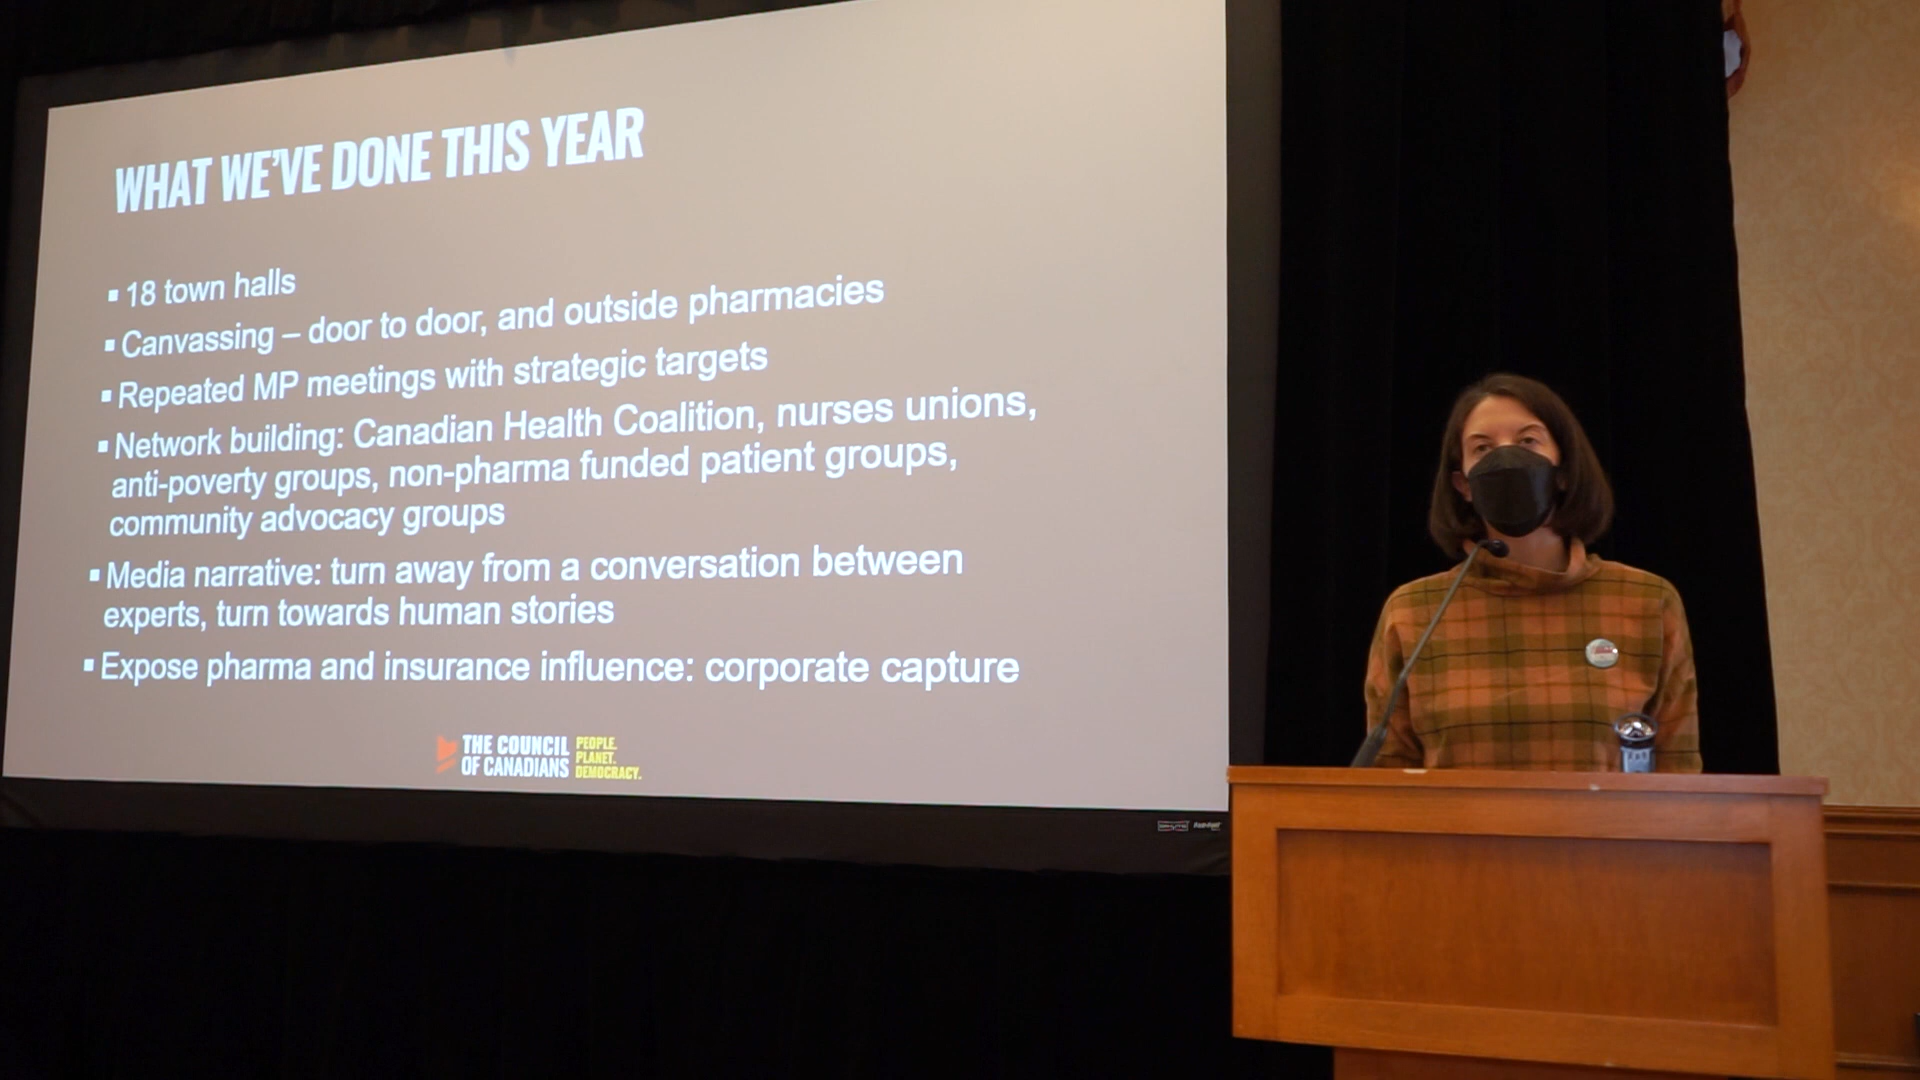 WHAT WE'VE DONE THIS YEAR
▪ 18 town halls
▪ Canvassing – door to door, and outside pharmacies
▪ Repeated MP meetings with strategic targets
▪ Network building: Canadian Health Coalition, nurses unions,
anti-poverty groups, non-pharma funded patient groups,
community advocacy groups
▪ Media narrative: turn away from a conversation between
experts, turn towards human stories
▪ Expose pharma and insurance influence: corporate capture
THE COUNCIL
OF CANADIANS
PEOPLE.
PLANET.
DEMOCRACY.